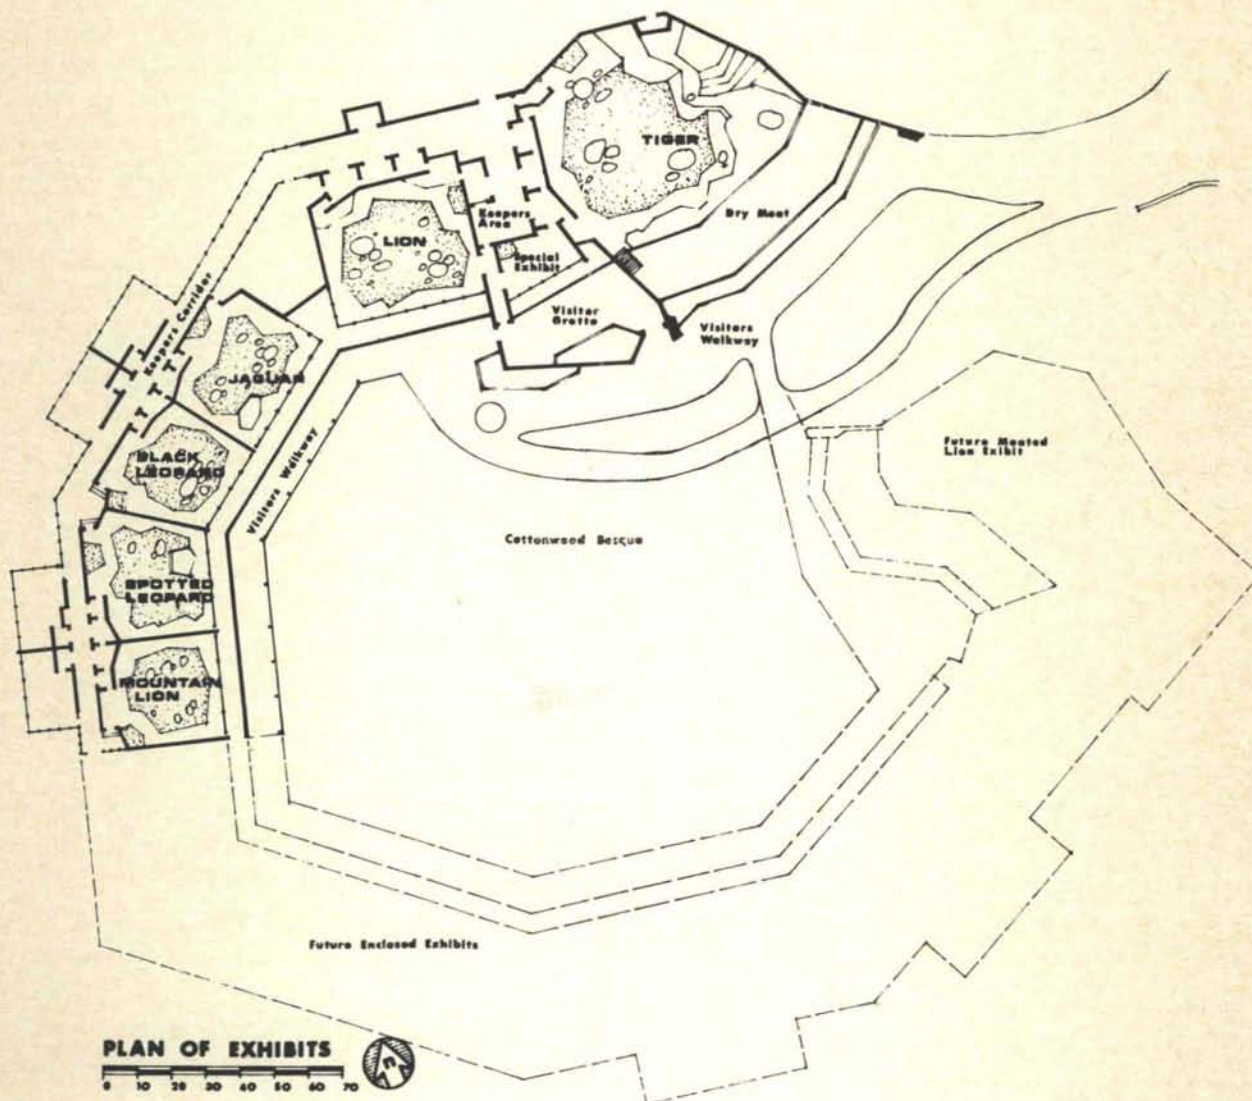 TIGER
Dry Moat
LION
Keepers
Area
Special
Exhibit
Visitor
Grotto
Visitors
Walkway
Keepers Corridor
JAGUAR
BLACK
LEOPARD
Visitors Walkway
SPOTTED
LEOPARD
MOUNTAIN
LION
Cottonwood Bosque
Future Moated
Lion Exibit
Future Enclosed Exhibits
PLAN OF EXHIBITS
n
0 10 20 30 40 50 60 70